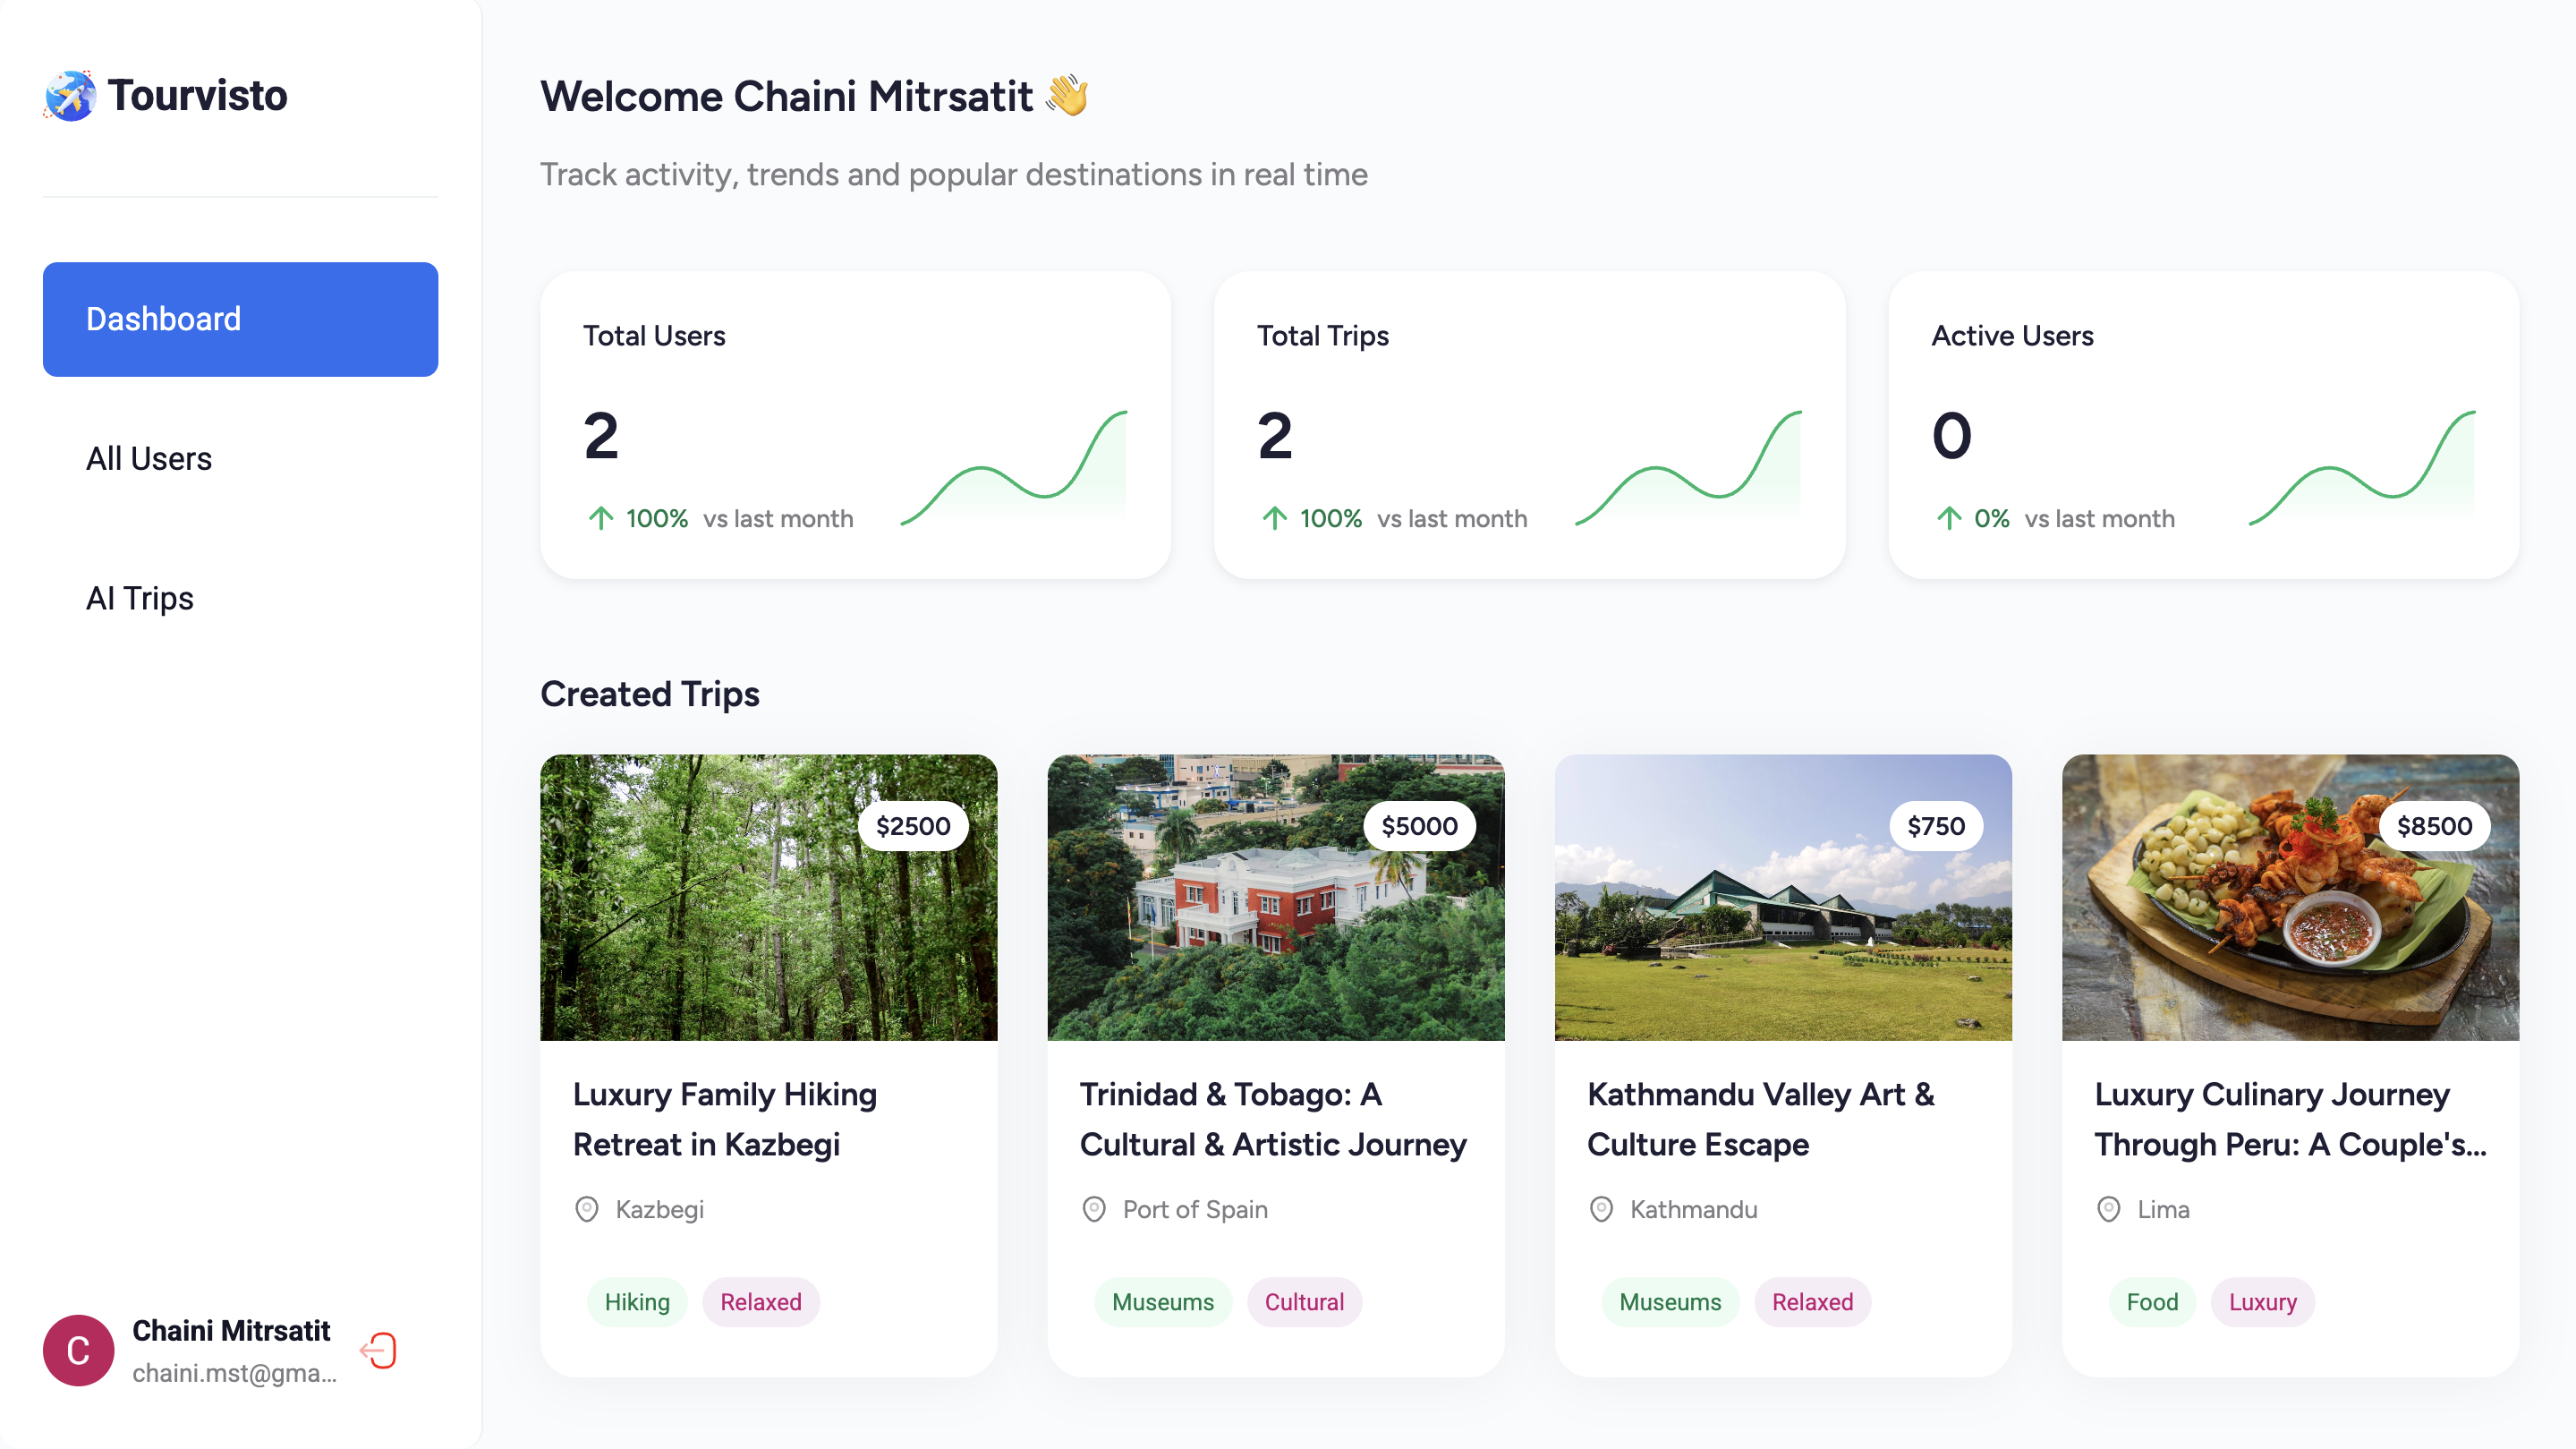 Tourvisto
Dashboard
All Users
AI Trips
C
Chaini Mitrsatit
chaini.mst@gma...
Welcome Chaini Mitrsatit 👋
Track activity, trends and popular destinations in real time
Total Users
2
100% vs last month
Total Trips
2
100% vs last month
Active Users
0
0% vs last month
Created Trips
$2500
Luxury Family Hiking
Retreat in Kazbegi
Kazbegi
Hiking Relaxed
$5000
Trinidad & Tobago: A
Cultural & Artistic Journey
Port of Spain
Museums Cultural
$750
Kathmandu Valley Art &
Culture Escape
Kathmandu
Museums Relaxed
$8500
Luxury Culinary Journey
Through Peru: A Couple's...
Lima
Food Luxury